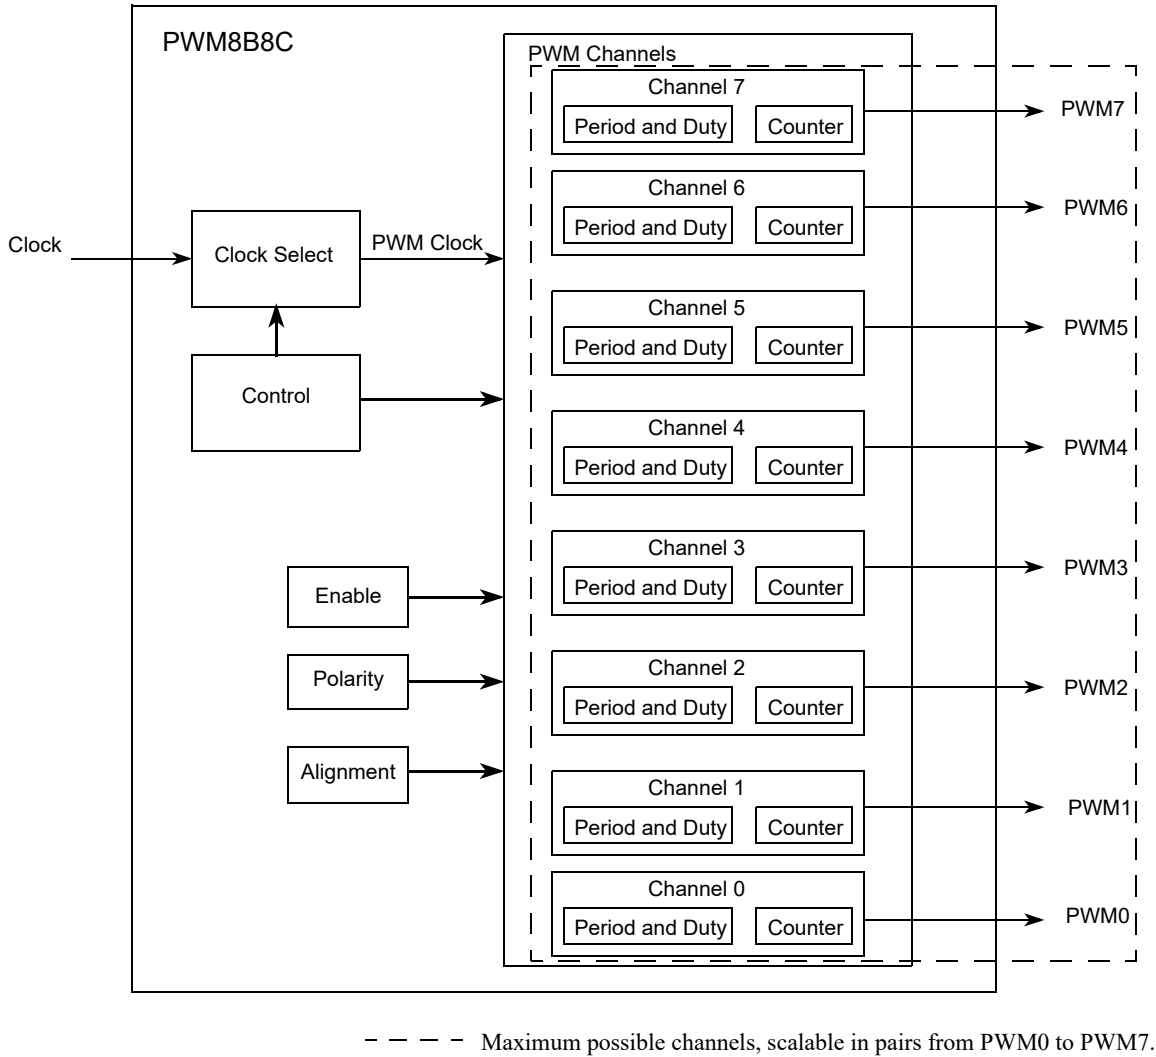 PWM8B8C
PWM Channels
Channel 7
Period and Duty
Counter
PWM7
Channel 6
Period and Duty
Counter
PWM6
Clock
Clock Select
PWM Clock
Channel 5
Period and Duty
Counter
PWM5
Control
Channel 4
Period and Duty
Counter
PWM4
Channel 3
Period and Duty
Counter
PWM3
Enable
Polarity
Alignment
Channel 2
Period and Duty
Counter
PWM2
Channel 1
Period and Duty
Counter
PWM1
Channel 0
Period and Duty
Counter
PWM0
Maximum possible channels, scalable in pairs from PWM0 to PWM7.